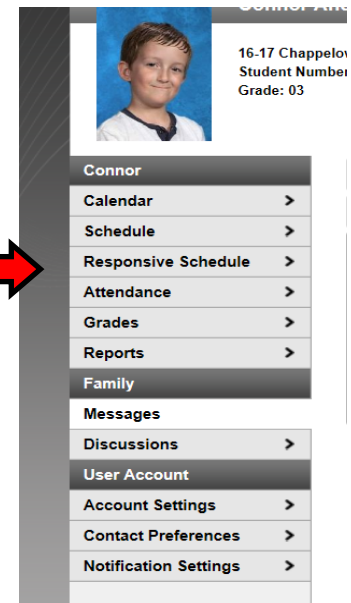 Connor
16-17
Student Number
Grade: 03
Connor
Calendar >
Schedule >
Responsive Schedule >
Attendance >
Grades >
Reports >
Family
Messages
Discussions >
User Account
Account Settings >
Contact Preferences >
Notification Settings >